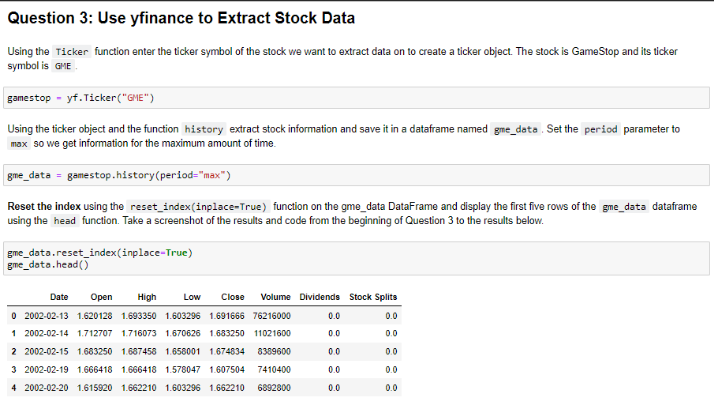 Question 3: Use yfinance to Extract Stock Data
Using the Ticker function enter the ticker symbol of the stock we want to extract data on to create a ticker object. The stock is GameStop and its ticker
symbol is GME .
gamestop = yf.Ticker("GME")
Using the ticker object and the function history extract stock information and save it in a dataframe named gme_data . Set the period parameter to
max so we get information for the maximum amount of time.
gme_data = gamestop.history(period="max")
Reset the index using the reset_index(inplace=True) function on the gme_data DataFrame and display the first five rows of the gme_data dataframe
using the head function. Take a screenshot of the results and code from the beginning of Question 3 to the results below.
gme_data.reset_index(inplace=True)
gme_data.head()
Date Open High Low Close Volume Dividends Stock Splits
0 2002-02-13 1.620128 1.693350 1.603296 1.691666 76216000 0.0 0.0
1 2002-02-14 1.712707 1.716073 1.670626 1.683250 11021600 0.0 0.0
2 2002-02-15 1.683250 1.687458 1.658001 1.674834 8389600 0.0 0.0
3 2002-02-19 1.666418 1.666418 1.578047 1.607504 7410400 0.0 0.0
4 2002-02-20 1.615920 1.662210 1.603296 1.662210 6892800 0.0 0.0